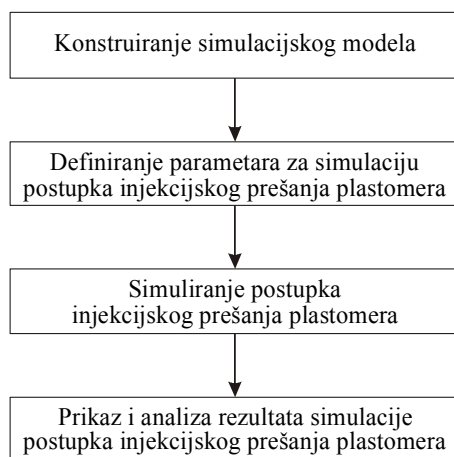 Konstruiranje simulacijskog modela
Definiranje parametara za simulaciju
postupka injekcijskog prešanja plastomera
Simuliranje postupka
injekcijskog prešanja plastomera
Prikaz i analiza rezultata simulacije
postupka injekcijskog prešanja plastomera